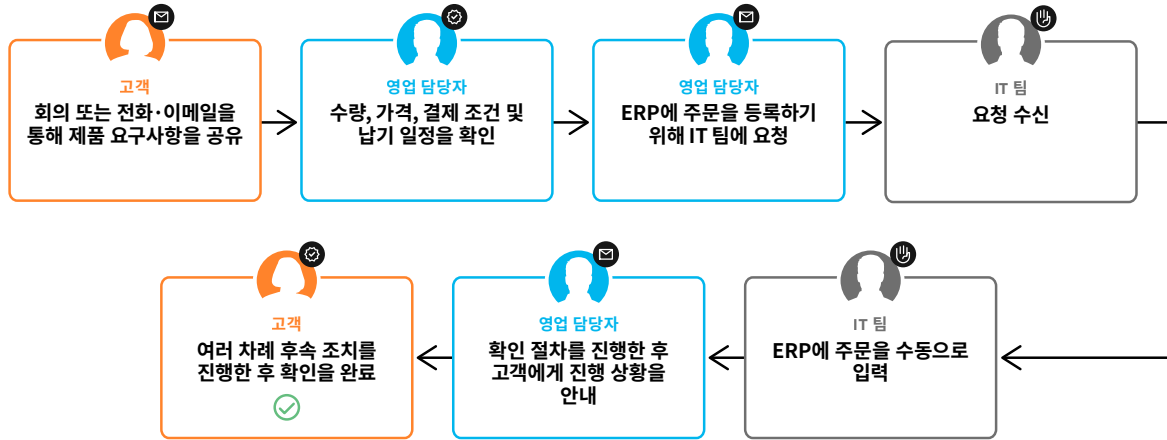 고객
회의 또는 전화·이메일을
통해 제품 요구사항을 공유
영업 담당자
수량, 가격, 결제 조건 및
납기 일정을 확인
영업 담당자
ERP에 주문을 등록하기
위해 IT 팀에 요청
IT 팀
요청 수신
IT 팀
ERP에 주문을 수동으로
입력
영업 담당자
확인 절차를 진행한 후
고객에게 진행 상황을
안내
고객
여러 차례 후속 조치를
진행한 후 확인을 완료